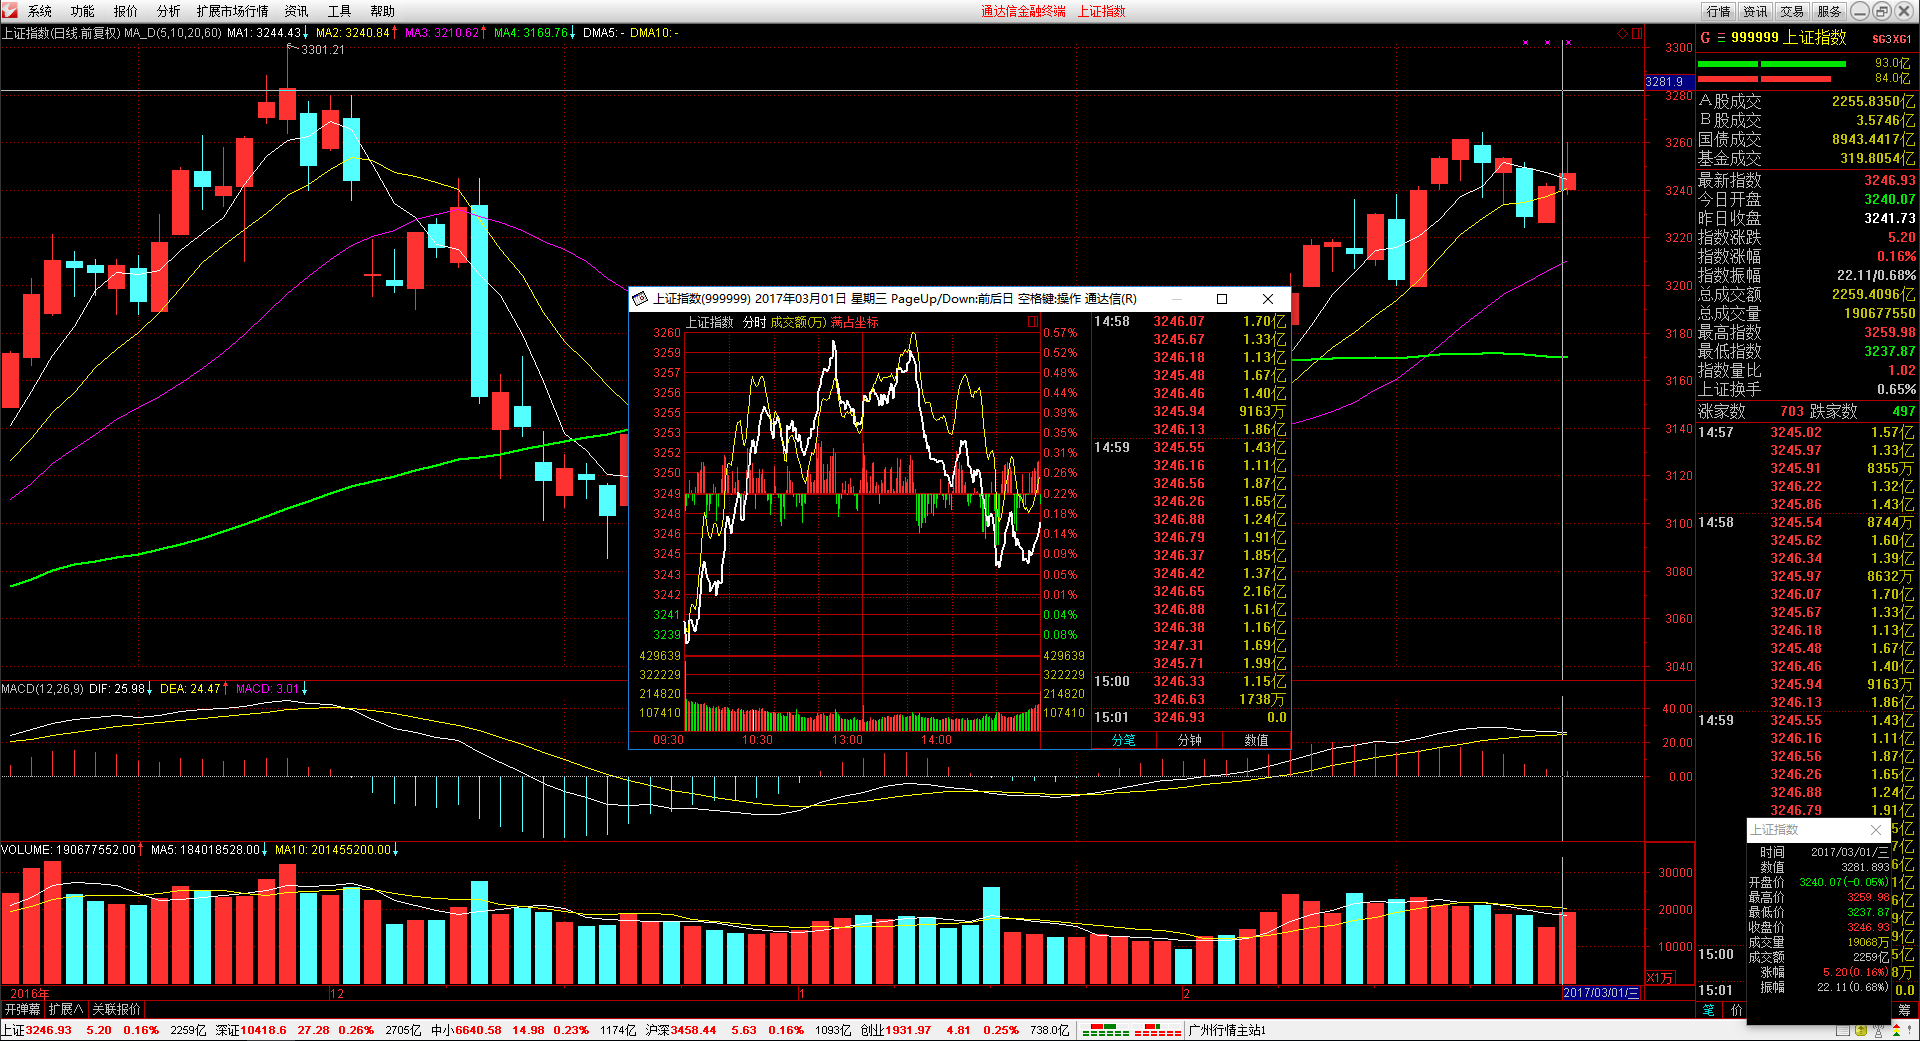 系统 功能 报价 分析 扩展市场行情 资讯 工具 帮助 通达信金融终端 上证指数 行情 资讯 交易 服务
上证指数(日线.前复权) MA_D(5,10,20,60) MA1: 3244.43↓ MA2: 3240.84↑ MA3: 3210.62↑ MA4: 3169.76↓ DMA5: - DMA10: -
3301.21
3300
3281.9
3280
3260
3240
3220
3200
3180
3160
3140
3120
3100
3080
3060
3040
MACD(12,26,9) DIF: 25.98↓ DEA: 24.47↑ MACD: 3.01↓
40.00
20.00
0.00
VOLUME: 190677552.00↑ MA5: 184018528.00↓ MA10: 201455200.00↓
30000
20000
10000
X1万
2016年 12 1 2 2017/03/01/三
开弹幕 扩展∧ 关联报价
上证3246.93 5.20 0.16% 2259亿 深证10418.6 27.28 0.26% 2705亿 中小6640.58 14.98 0.23% 1174亿 沪深3458.44 5.63 0.16% 1093亿 创业1931.97 4.81 0.25% 738.0亿 广州行情主站1
上证指数(999999) 2017年03月01日 星期三 PageUp/Down:前后日 空格键:操作 通达信(R)
上证指数 分时 成交额(万) 满占坐标
3260 0.57%
3259 0.52%
3258 0.48%
3256 0.44%
3255 0.39%
3253 0.35%
3252 0.31%
3250 0.26%
3249 0.22%
3248 0.18%
3246 0.14%
3245 0.09%
3243 0.05%
3242 0.01%
3241 0.04%
3239 0.08%
429639 429639
322229 322229
214820 214820
107410 107410
09:30 10:30 13:00 14:00
14:58 3246.07 1.70亿
3245.67 1.33亿
3246.18 1.13亿
3245.48 1.67亿
3246.46 1.40亿
3245.94 9163万
3246.13 1.86亿
14:59 3245.55 1.43亿
3246.16 1.11亿
3246.56 1.87亿
3246.26 1.65亿
3246.88 1.24亿
3246.79 1.91亿
3246.37 1.85亿
3246.42 1.37亿
3246.65 2.16亿
3246.88 1.61亿
3246.38 1.16亿
3247.31 1.69亿
3245.71 1.99亿
15:00 3246.33 1.15亿
3246.63 1738万
15:01 3246.93 0.0
分笔 分钟 数值
G 三 999999 上证指数 SG3XG1
93.0亿
84.0亿
A股成交 2255.8350亿
B股成交 3.5746亿
国债成交 8943.4417亿
基金成交 319.8054亿
最新指数 3246.93
今日开盘 3240.07
昨日收盘 3241.73
指数涨跌 5.20
指数涨幅 0.16%
指数振幅 22.11/0.68%
总成交额 2259.4096亿
总成交量 190677550
最高指数 3259.98
最低指数 3237.87
指数量比 1.02
上证换手 0.65%
涨家数 703 跌家数 497
14:57 3245.02 1.57亿
3245.97 1.33亿
3245.91 8355万
3246.22 1.32亿
3245.86 1.43亿
14:58 3245.54 8744万
3245.62 1.60亿
3246.34 1.39亿
3245.97 8632万
3246.07 1.70亿
3245.67 1.33亿
3246.18 1.13亿
3245.48 1.67亿
3246.46 1.40亿
3245.94 9163万
3246.13 1.86亿
14:59 3245.55 1.43亿
3246.16 1.11亿
3246.56 1.87亿
3246.26 1.65亿
3246.88 1.24亿
3246.79 1.91亿
15:00
15:01 0.0
笔 价 筹
上证指数
时间 2017/03/01/三
数值 3281.893
开盘价 3240.07(-0.05%)
最高价 3259.98
最低价 3237.87
收盘价 3246.93
成交量 19068万
成交额 2259亿
涨幅 5.20(0.16%)
振幅 22.11(0.68%)